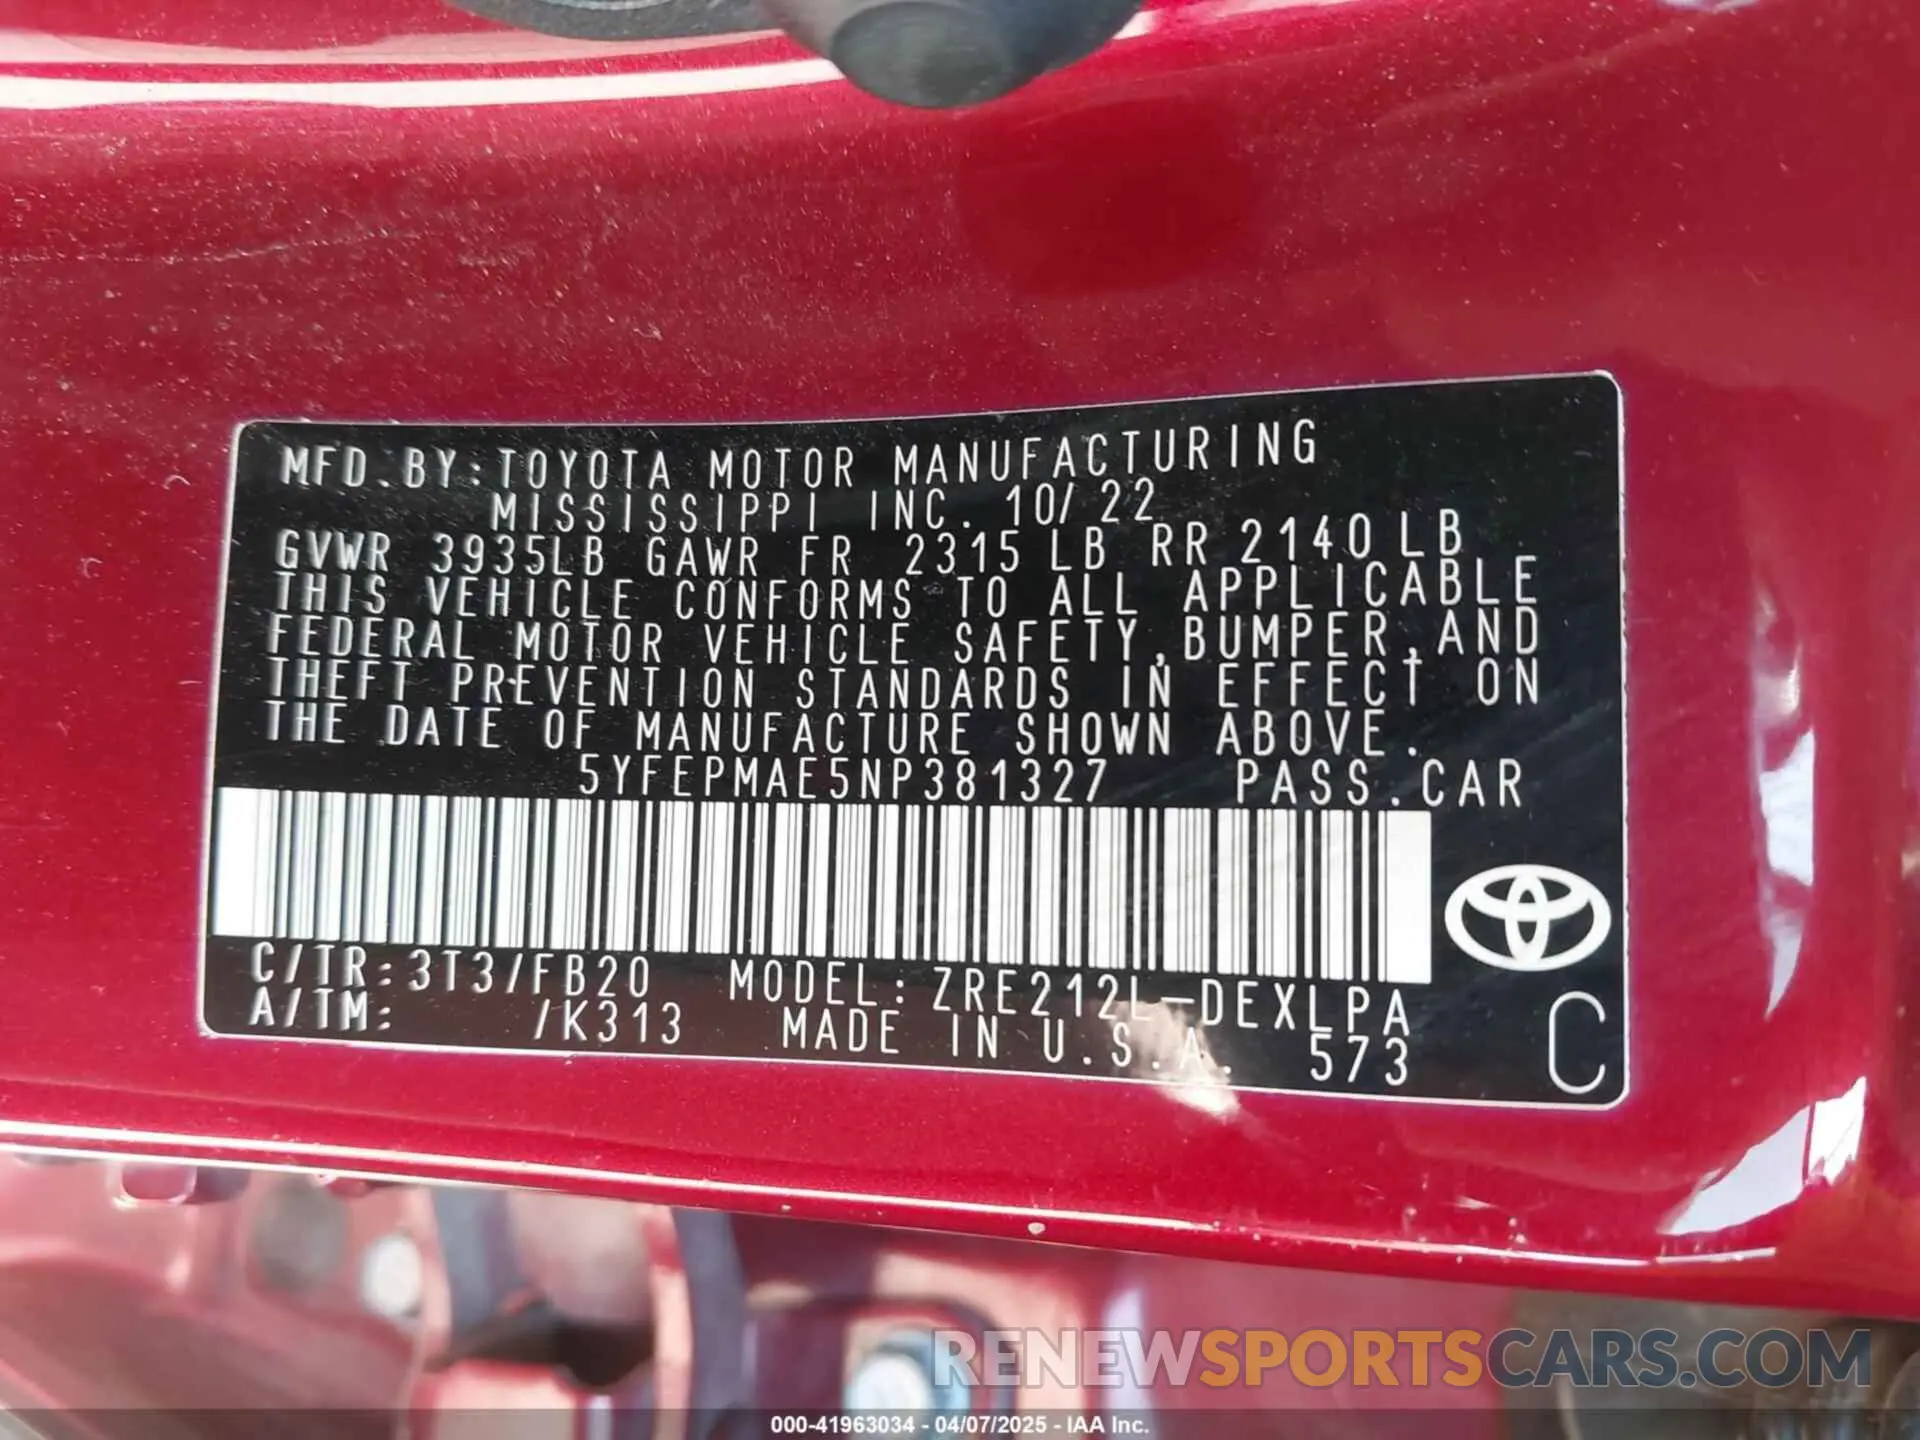 MFD.BY:TOYOTA MOTOR MANUFACTURING
MISSISSIPPI INC. 10/22
GVWR 3935LB GAWR FR 2315 LB RR 2140 LB
THIS VEHICLE CONFORMS TO ALL APPLICABLE
FEDERAL MOTOR VEHICLE SAFETY,BUMPER,AND
THEFT PREVENTION STANDARDS IN EFFECT ON
THE DATE OF MANUFACTURE SHOWN ABOVE.
5YFEPMAE5NP381327 PASS.CAR
C/TR:3T3/FB20 MODEL:ZRE212L-DEXLPA
A/TM: /K313 MADE IN U.S.A. 573
C
RENEWSPORTSCARS.COM
000-41963034 - 04/07/2025 - IAA Inc.